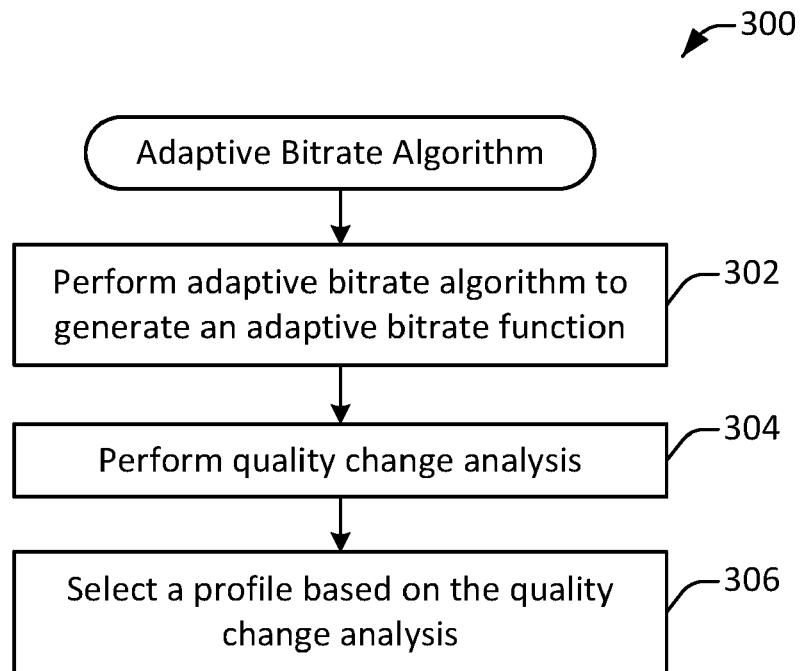 300
Adaptive Bitrate Algorithm
Perform adaptive bitrate algorithm to
generate an adaptive bitrate function
302
Perform quality change analysis
304
Select a profile based on the quality
change analysis
306